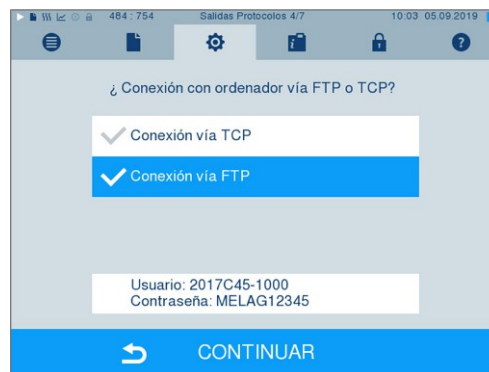 484 : 754 Salidas Protocolos 4/7 10:03 05.09.2019
¿ Conexión con ordenador vía FTP o TCP?
Conexión vía TCP
Conexión vía FTP
Usuario: 2017C45-1000
Contraseña: MELAG12345
CONTINUAR